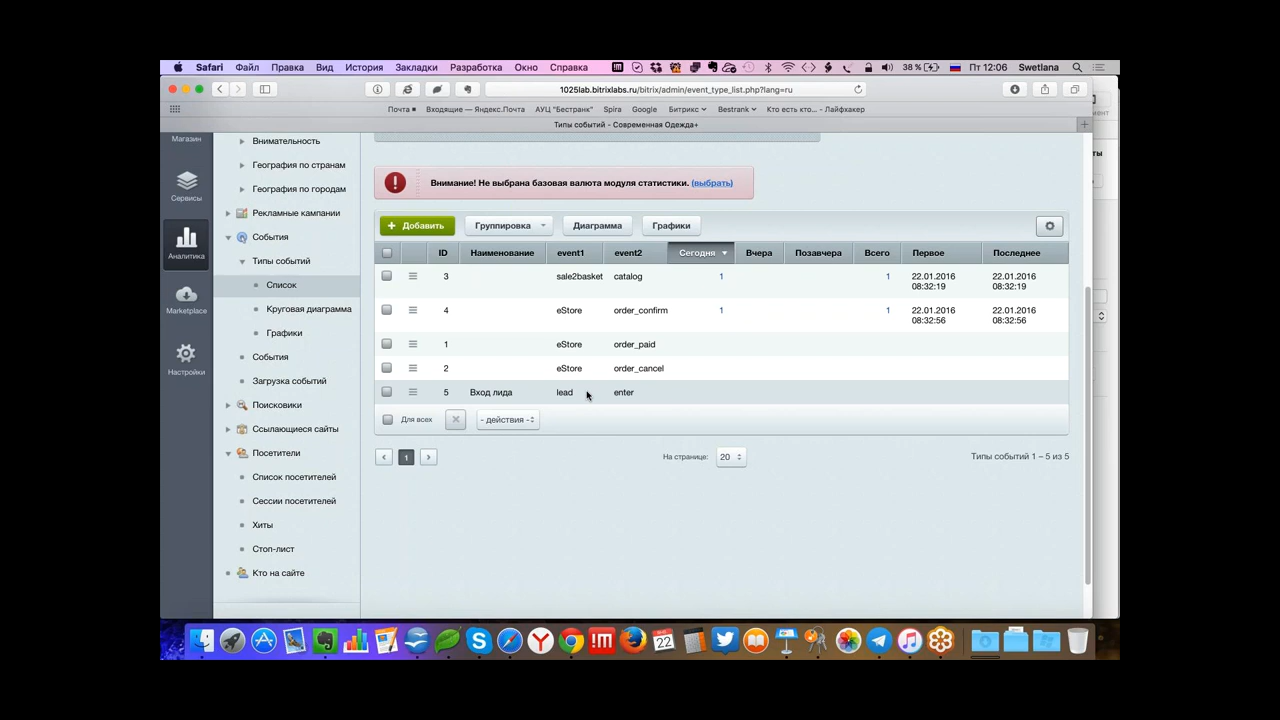 Safari Файл Правка Вид История Закладки Разработка Окно Справка 38 % Пт 12:06 Swetlana
1025lab.bitrixlabs.ru/bitrix/admin/event_type_list.php?lang=ru
Почта Входящие — Яндекс.Почта АУЦ "Бестранк" Spira Google Битрикс Bestrank Кто есть кто... - Лайфхакер
Типы событий - Современная Одежда+
Магазин
Сервисы
Аналитика
Marketplace
Настройки
Внимательность
География по странам
География по городам
Рекламные кампании
События
Типы событий
Список
Круговая диаграмма
Графики
События
Загрузка событий
Поисковики
Ссылающиеся сайты
Посетители
Список посетителей
Сессии посетителей
Хиты
Стоп-лист
Кто на сайте
Внимание! Не выбрана базовая валюта модуля статистики. (выбрать)
+ Добавить Группировка Диаграмма Графики
ID Наименование event1 event2 Сегодня Вчера Позавчера Всего Первое Последнее
3 sale2basket catalog 1 1 22.01.2016 08:32:19 22.01.2016 08:32:19
4 eStore order_confirm 1 1 22.01.2016 08:32:56 22.01.2016 08:32:56
1 eStore order_paid
2 eStore order_cancel
5 Вход лида lead enter
Для всех - действия -
1 На странице: 20 Типы событий 1 – 5 из 5